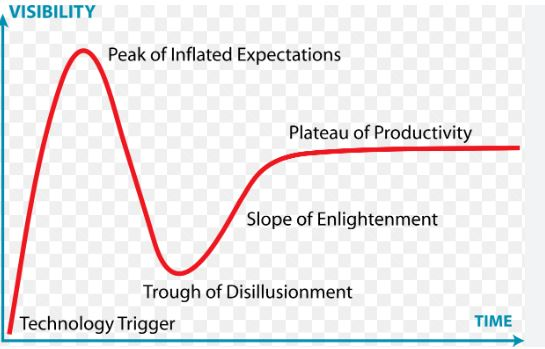 VISIBILITY
Peak of Inflated Expectations
Plateau of Productivity
Slope of Enlightenment
Trough of Disillusionment
Technology Trigger
TIME